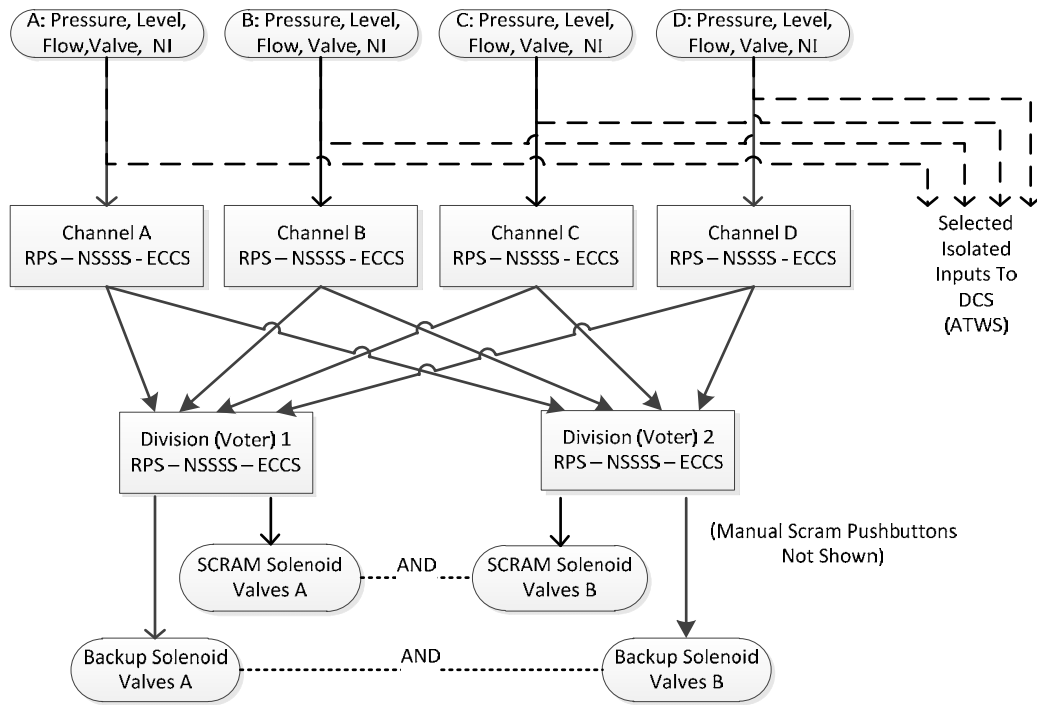 A: Pressure, Level,
Flow,Valve, NI
B: Pressure, Level,
Flow, Valve, NI
C: Pressure, Level,
Flow, Valve, NI
D: Pressure, Level,
Flow, Valve, NI
Channel A
RPS – NSSSS - ECCS
Channel B
RPS – NSSSS - ECCS
Channel C
RPS – NSSSS - ECCS
Channel D
RPS – NSSSS - ECCS
Selected
Isolated
Inputs To
DCS
(ATWS)
Division (Voter) 1
RPS – NSSSS – ECCS
Division (Voter) 2
RPS – NSSSS – ECCS
(Manual Scram Pushbuttons
Not Shown)
SCRAM Solenoid
Valves A
AND
SCRAM Solenoid
Valves B
Backup Solenoid
Valves A
AND
Backup Solenoid
Valves B